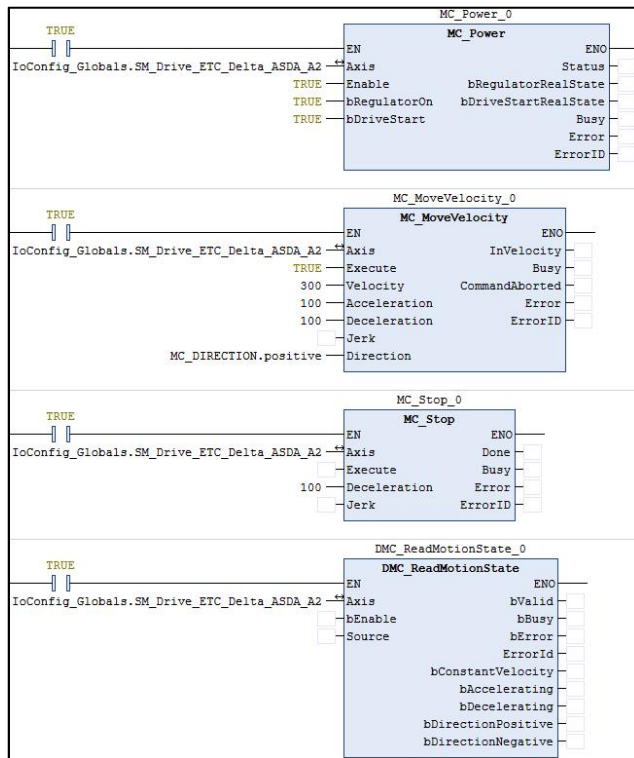 MC_Power_0
TRUE
MC_Power
EN ENO
IoConfig_Globals.SM_Drive_ETC_Delta_ASDA_A2 Axis Status
TRUE Enable bRegulatorRealState
TRUE bRegulatorOn bDriveStartRealState
TRUE bDriveStart Busy
Error
ErrorID
MC_MoveVelocity_0
TRUE
MC_MoveVelocity
EN ENO
IoConfig_Globals.SM_Drive_ETC_Delta_ASDA_A2 Axis InVelocity
TRUE Execute Busy
300 Velocity CommandAborted
100 Acceleration Error
100 Deceleration ErrorID
Jerk
MC_DIRECTION.positive Direction
MC_Stop_0
TRUE
MC_Stop
EN ENO
IoConfig_Globals.SM_Drive_ETC_Delta_ASDA_A2 Axis Done
Execute Busy
100 Deceleration Error
Jerk ErrorID
DMC_ReadMotionState_0
TRUE
DMC_ReadMotionState
EN ENO
IoConfig_Globals.SM_Drive_ETC_Delta_ASDA_A2 Axis bValid
bEnable bBusy
Source bError
ErrorId
bConstantVelocity
bAccelerating
bDecelerating
bDirectionPositive
bDirectionNegative